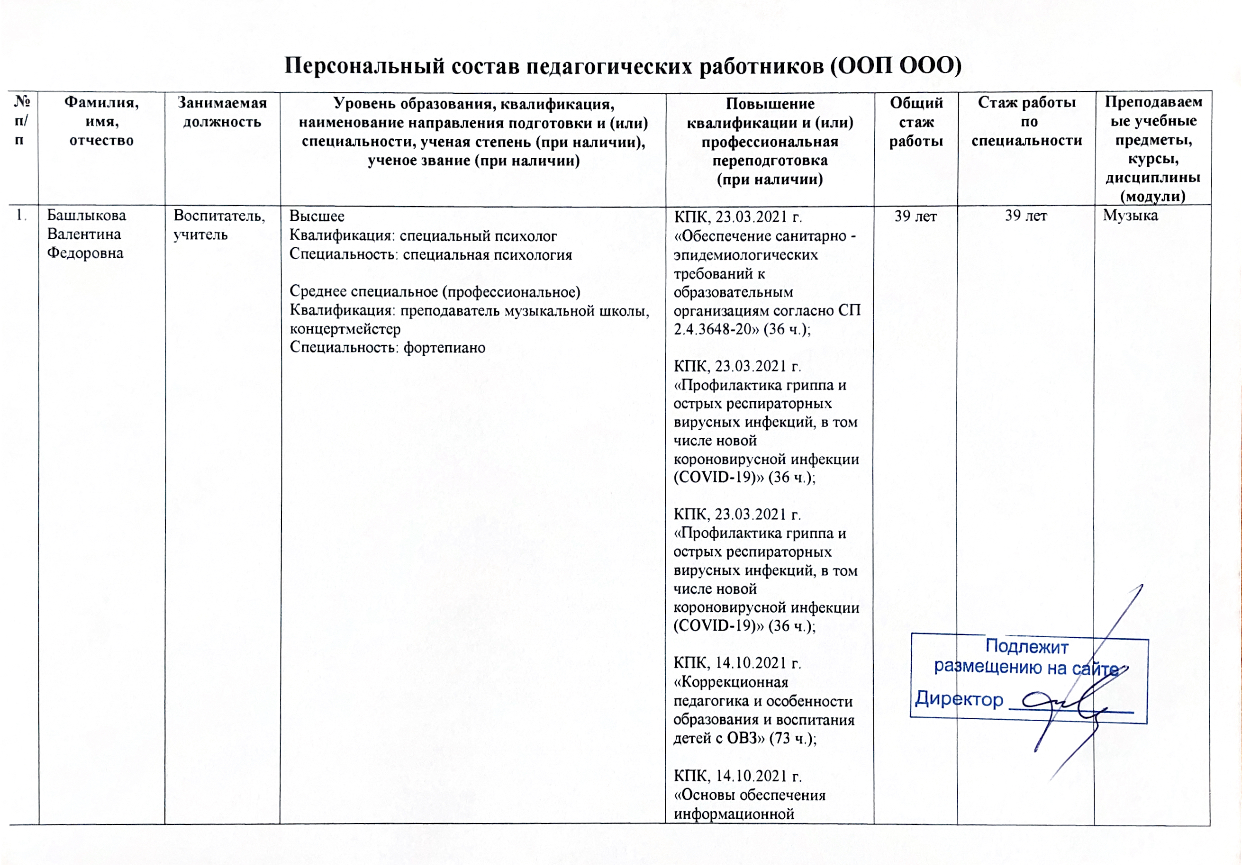 Персональный состав педагогических работников (ООП ООО)
№
п/
п
Фамилия,
имя,
отчество
Занимаемая
должность
Уровень образования, квалификация,
наименование направления подготовки и (или)
специальности, ученая степень (при наличии),
ученое звание (при наличии)
Повышение
квалификации и (или)
профессиональная
переподготовка
(при наличии)
Общий
стаж
работы
Стаж работы
по
специальности
Преподаваем
ые учебные
предметы,
курсы,
дисциплины
(модули)
1.
Башлыкова
Валентина
Федоровна
Воспитатель,
учитель
Высшее
Квалификация: специальный психолог
Специальность: специальная психология
Среднее специальное (профессиональное)
Квалификация: преподаватель музыкальной школы,
концертмейстер
Специальность: фортепиано
КПК, 23.03.2021 г.
«Обеспечение санитарно -
эпидемиологических
требований к
образовательным
организациям согласно СП
2.4.3648-20» (36 ч.);
КПК, 23.03.2021 г.
«Профилактика гриппа и
острых респираторных
вирусных инфекций, в том
числе новой
короновирусной инфекции
(COVID-19)» (36 ч.);
КПК, 23.03.2021 г.
«Профилактика гриппа и
острых респираторных
вирусных инфекций, в том
числе новой
короновирусной инфекции
(COVID-19)» (36 ч.);
КПК, 14.10.2021 г.
«Коррекционная
педагогика и особенности
образования и воспитания
детей с ОВЗ» (73 ч.);
КПК, 14.10.2021 г.
«Основы обеспечения
информационной
39 лет
39 лет
Музыка
Подлежит
размещению на сайте
Директор